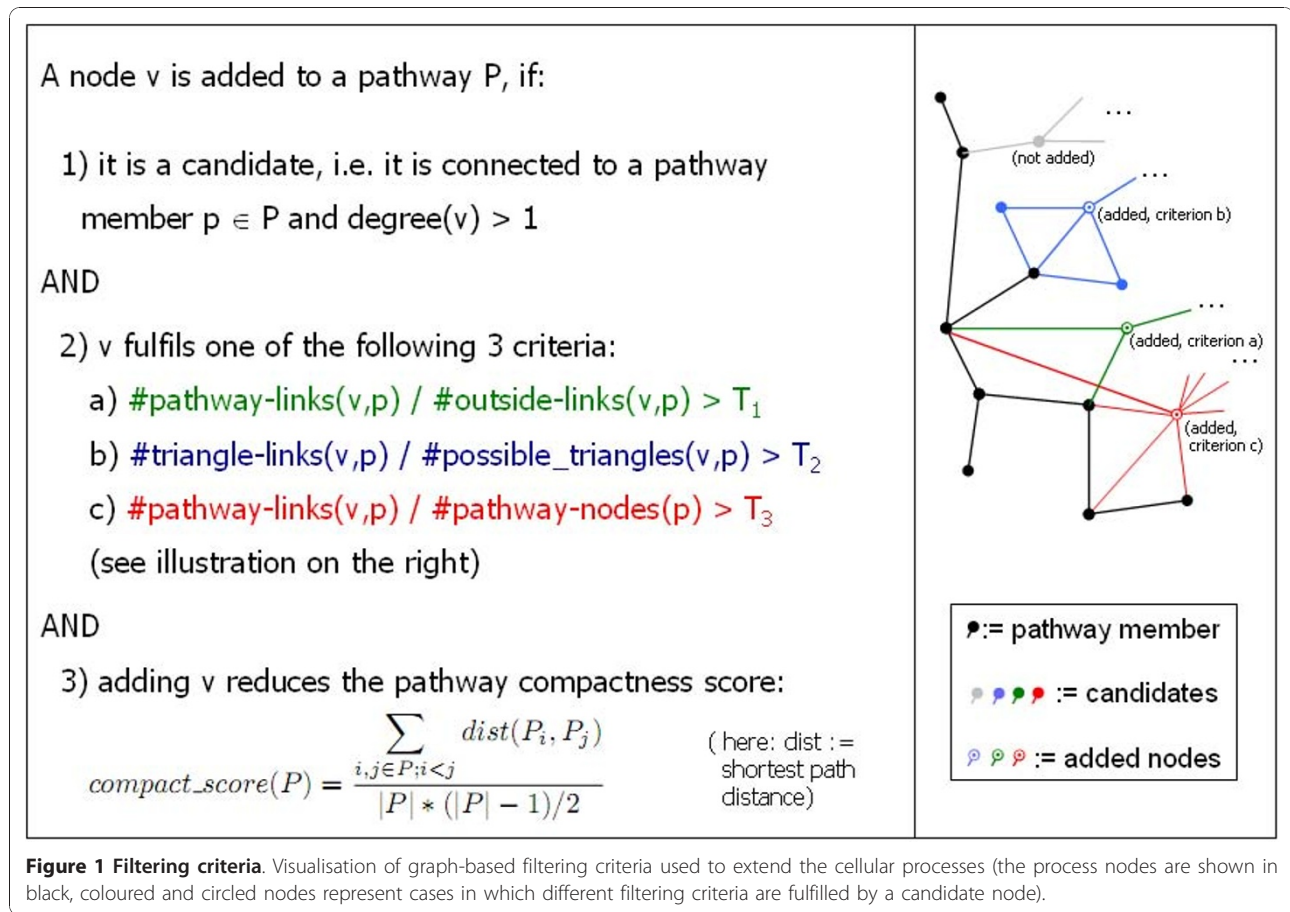 A node v is added to a pathway P, if:
1) it is a candidate, i.e. it is connected to a pathway
member p ∈ P and degree(v) > 1
AND
2) v fulfils one of the following 3 criteria:
a) #pathway-links(v,p) / #outside-links(v,p) > T₁
b) #triangle-links(v,p) / #possible_triangles(v,p) > T₂
c) #pathway-links(v,p) / #pathway-nodes(p) > T₃
(see illustration on the right)
AND
3) adding v reduces the pathway compactness score:
compact_score(P) = ∑_{i,j∈P;i<j} dist(P_i, P_j) / |P| * (|P| − 1)/2
( here: dist :=
shortest path
distance)
...
(not added)
...
(added, criterion b)
...
(added, criterion a)
...
(added,
criterion c)
:= pathway member
:= candidates
:= added nodes
Figure 1 Filtering criteria. Visualisation of graph-based filtering criteria used to extend the cellular processes (the process nodes are shown in
black, coloured and circled nodes represent cases in which different filtering criteria are fulfilled by a candidate node).